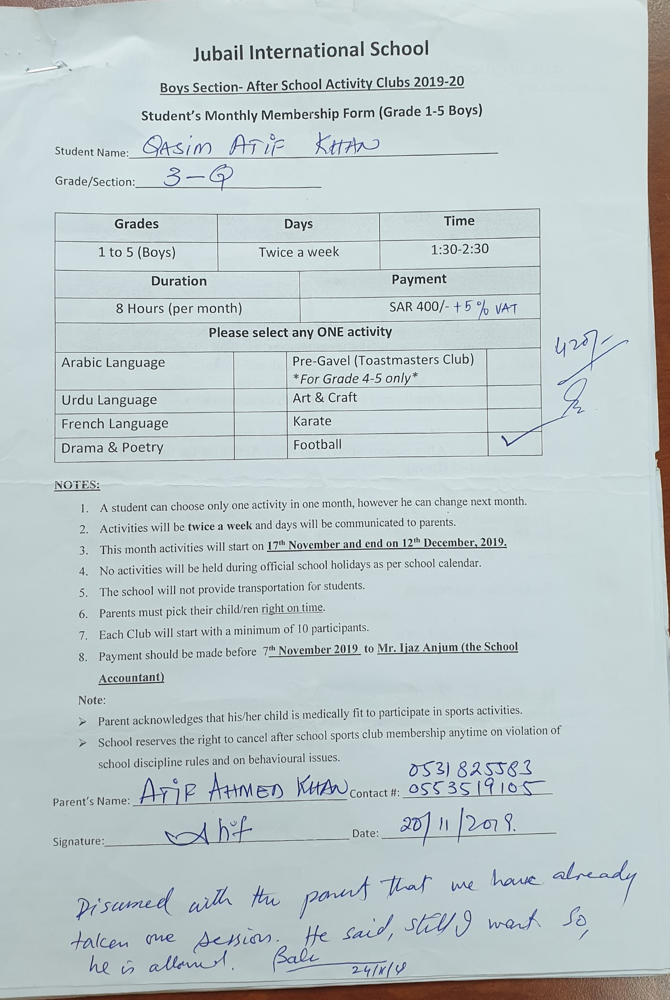 Jubail International School
Boys Section- After School Activity Clubs 2019-20
Student's Monthly Membership Form (Grade 1-5 Boys)
Student Name: QASIM ATIF KHAN
Grade/Section: 3-Q
Grades Days Time
1 to 5 (Boys) Twice a week 1:30-2:30
Duration Payment
8 Hours (per month) SAR 400/- +5% VAT
Please select any ONE activity
420/-
Arabic Language Pre-Gavel (Toastmasters Club)
*For Grade 4-5 only*
Urdu Language Art & Craft
French Language Karate
Drama & Poetry Football ✓
NOTES:
1. A student can choose only one activity in one month, however he can change next month.
2. Activities will be twice a week and days will be communicated to parents.
3. This month activities will start on 17th November and end on 12th December, 2019.
4. No activities will be held during official school holidays as per school calendar.
5. The school will not provide transportation for students.
6. Parents must pick their child/ren right on time.
7. Each Club will start with a minimum of 10 participants.
8. Payment should be made before 7th November 2019 to Mr. Ijaz Anjum (the School
Accountant)
Note:
➢ Parent acknowledges that his/her child is medically fit to participate in sports activities.
➢ School reserves the right to cancel after school sports club membership anytime on violation of
school discipline rules and on behavioural issues.
0531825583
Parent's Name: ATIF AHMED KHAN Contact #: 0553519105
Signature: Date: 20/11/2019.
Discussed with the parent that we have already
taken one session. He said, still I want so,
he is allowed.